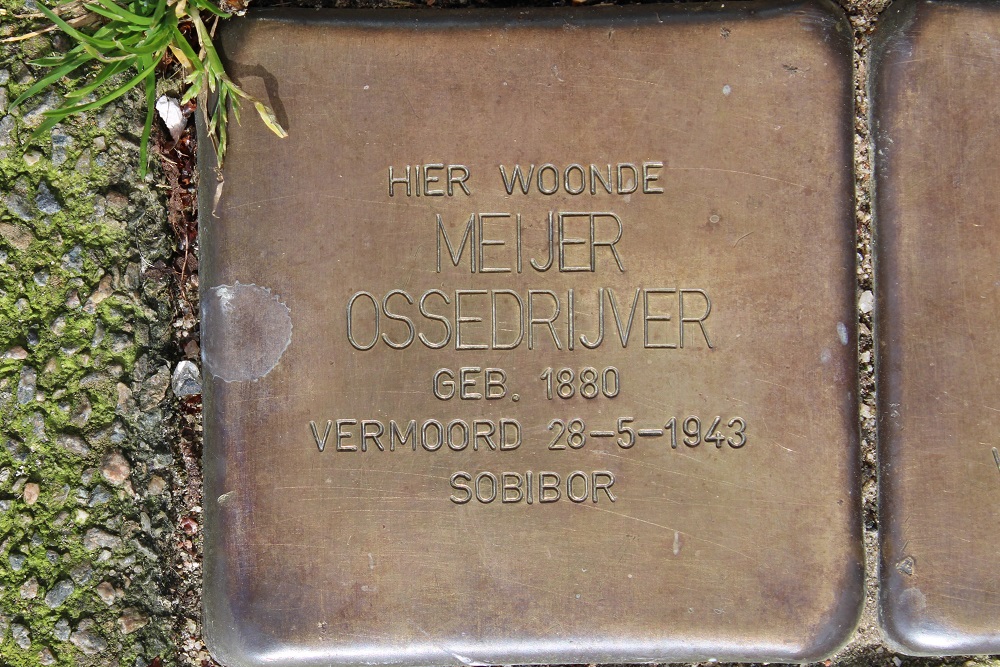 HIER WOONDE
MEIJER
OSSEDRIJVER
GEB. 1880
VERMOORD 28-5-1943
SOBIBOR